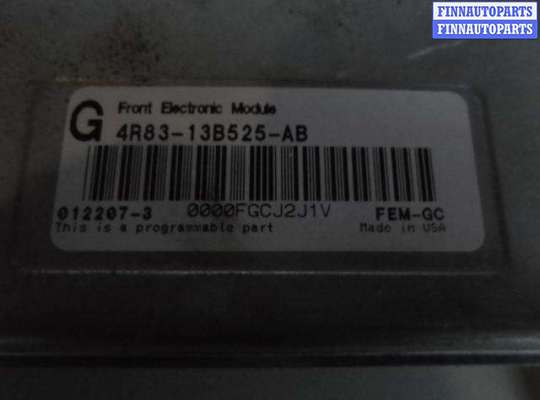 FINNAUTOPARTS
FINNAUTOPARTS
G
Front Electronic Module
4R83-13B525-AB
012207-3 0000FGCJ2J1V FEM-GC
This is a programmable part Made in USA